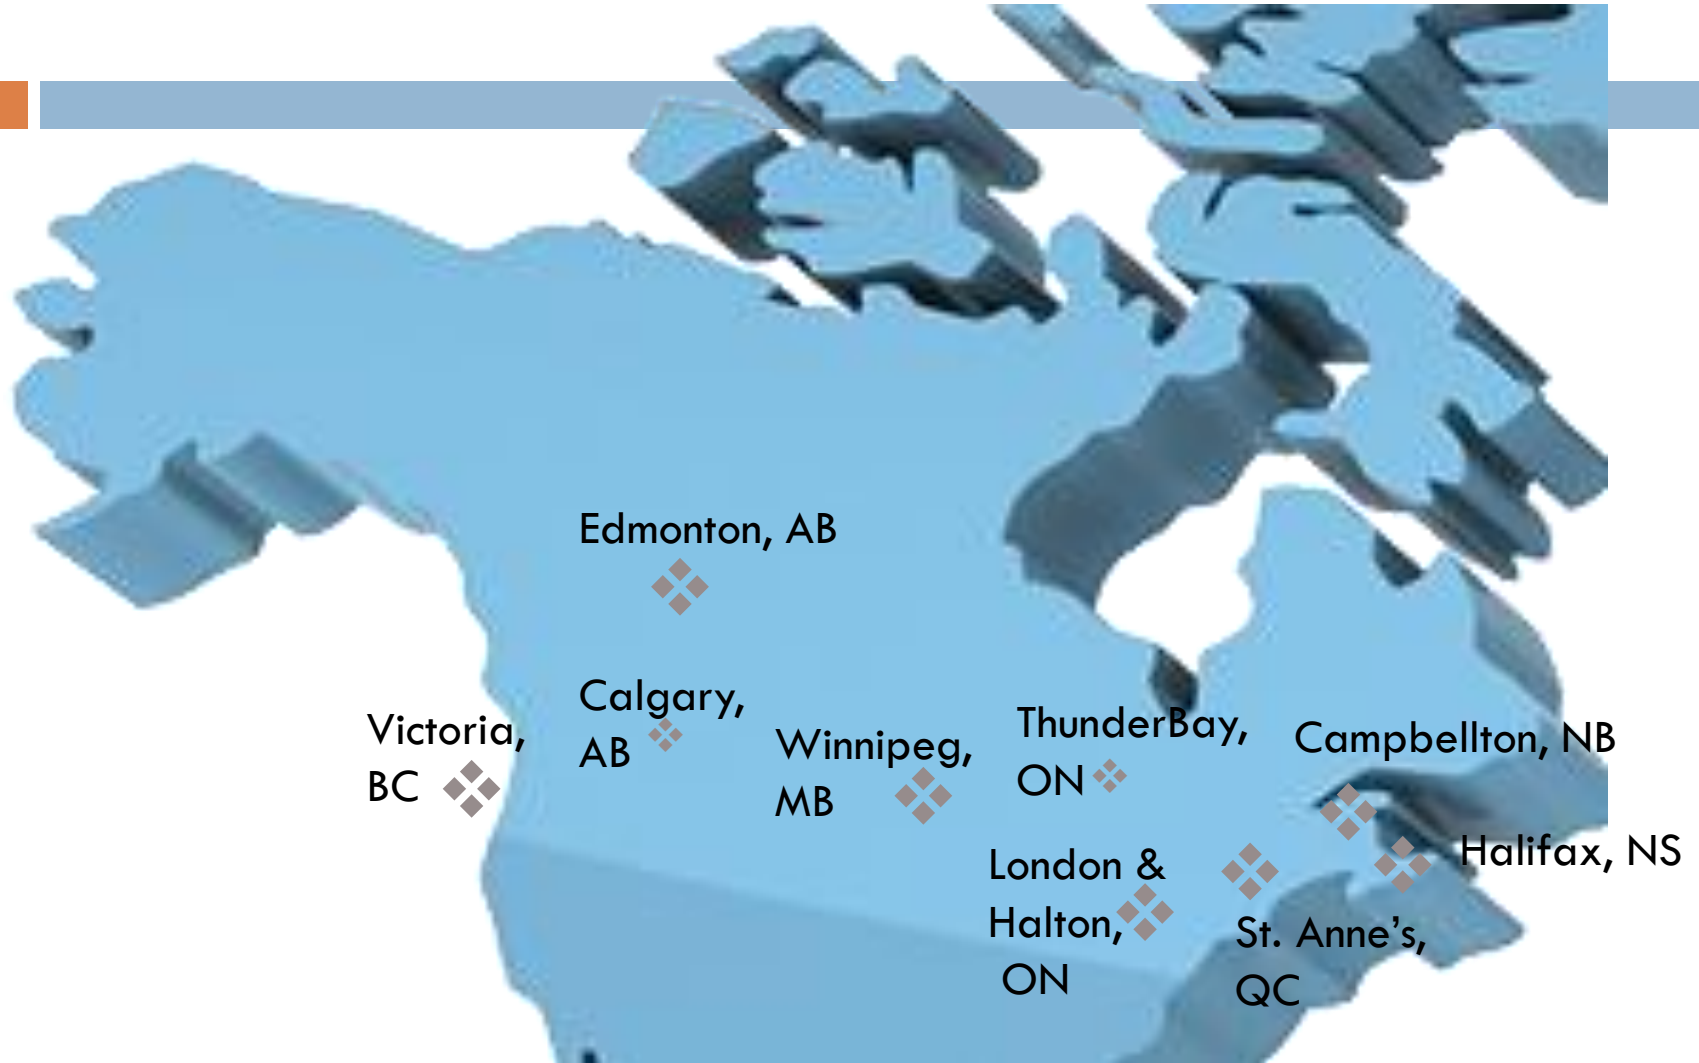 Edmonton, AB
Calgary,
AB
Victoria,
BC
Winnipeg,
MB
ThunderBay,
ON
Campbellton, NB
London &
Halton,
ON
Halifax, NS
St. Anne’s,
QC